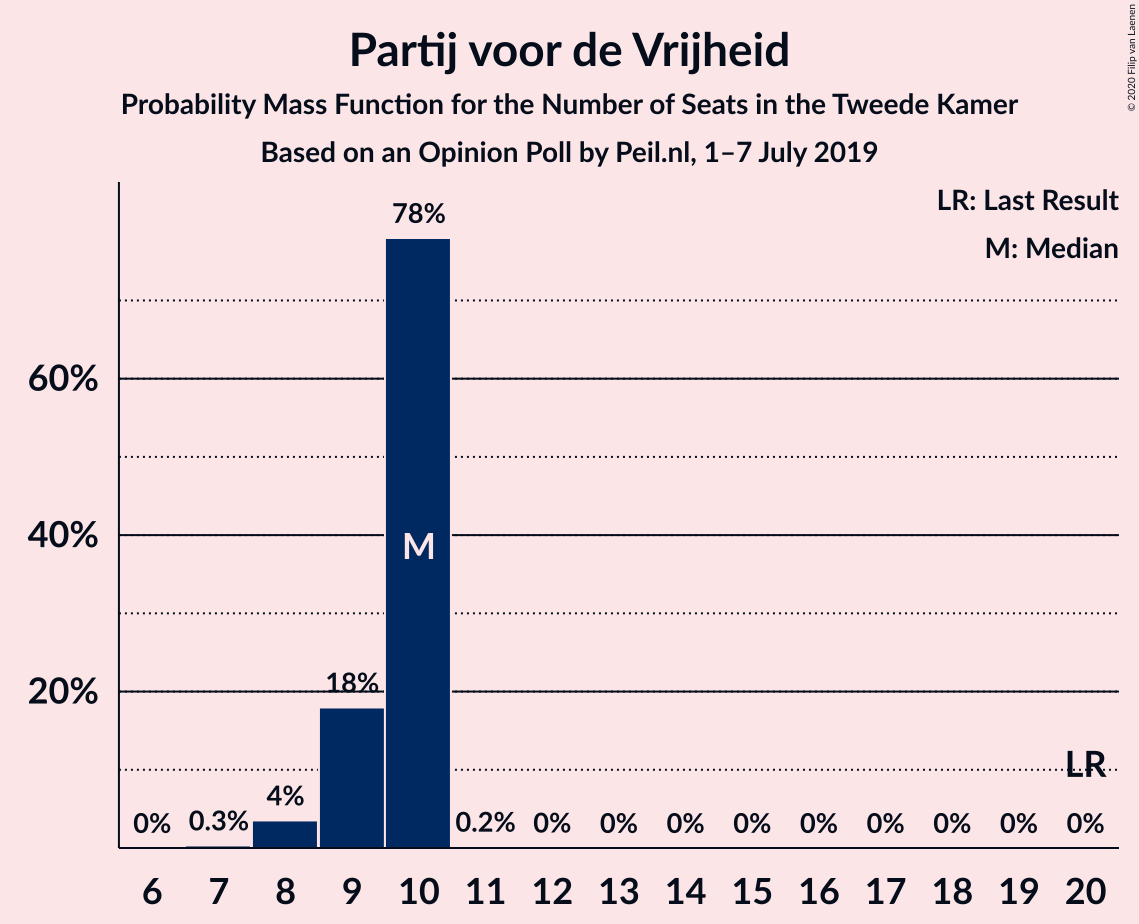 Partij voor de Vrijheid
Probability Mass Function for the Number of Seats in the Tweede Kamer
Based on an Opinion Poll by Peil.nl, 1–7 July 2019
© 2020 Filip van Laenen
LR: Last Result
M: Median
78%
60%
40%
M
20%
18%
LR
0%
0.3%
4%
0.2%
0%
0%
0%
0%
0%
0%
0%
0%
0%
6 7 8 9 10 11 12 13 14 15 16 17 18 19 20